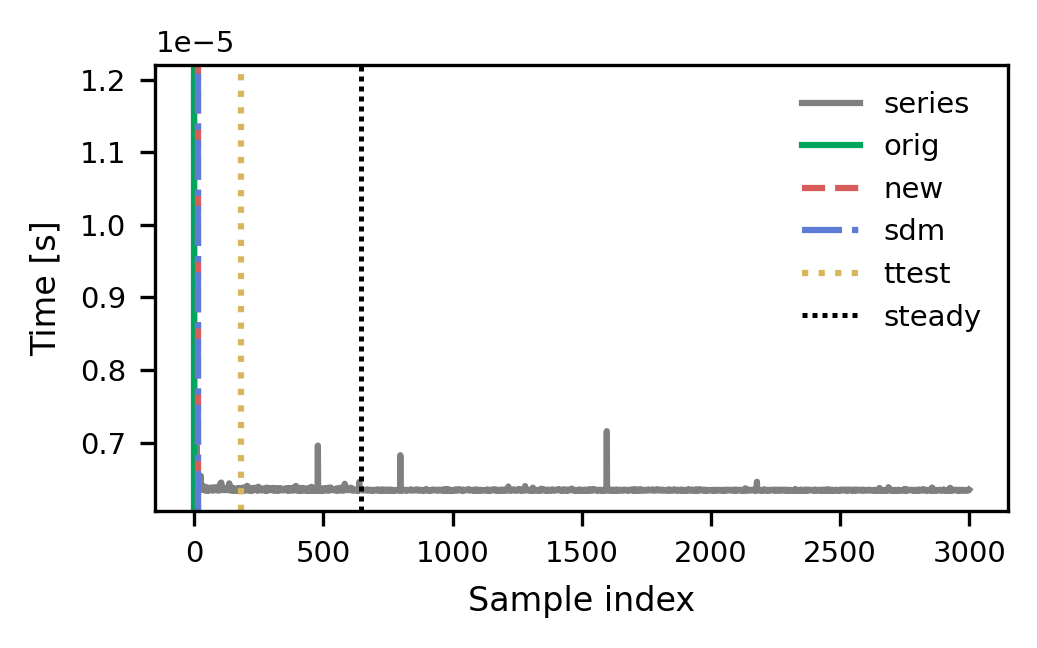 1e−5
1.2
1.1
1.0
0.9
0.8
0.7
Time [s]
series
orig
new
sdm
ttest
steady
0 500 1000 1500 2000 2500 3000
Sample index